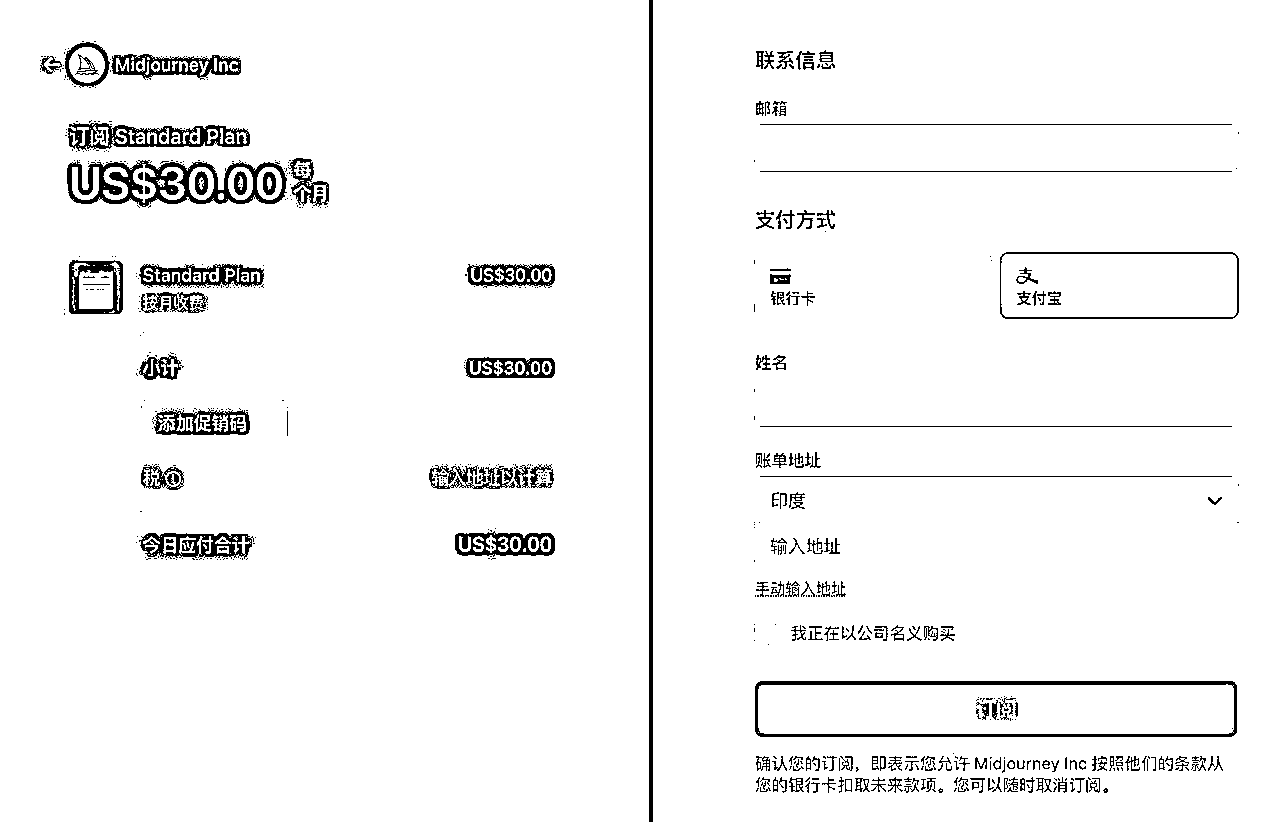 Midjourney Inc
订阅 Standard Plan
US$30.00 每
个月
Standard Plan US$30.00
按月收费
小计 US$30.00
添加促销码
税
输入地址以计算
今日应付合计 US$30.00
联系信息
邮箱
支付方式
银行卡
支付宝
姓名
账单地址
印度
输入地址
手动输入地址
我正在以公司名义购买
订阅
确认您的订阅，即表示您允许 Midjourney Inc 按照他们的条款从
您的银行卡扣取未来款项。您可以随时取消订阅。